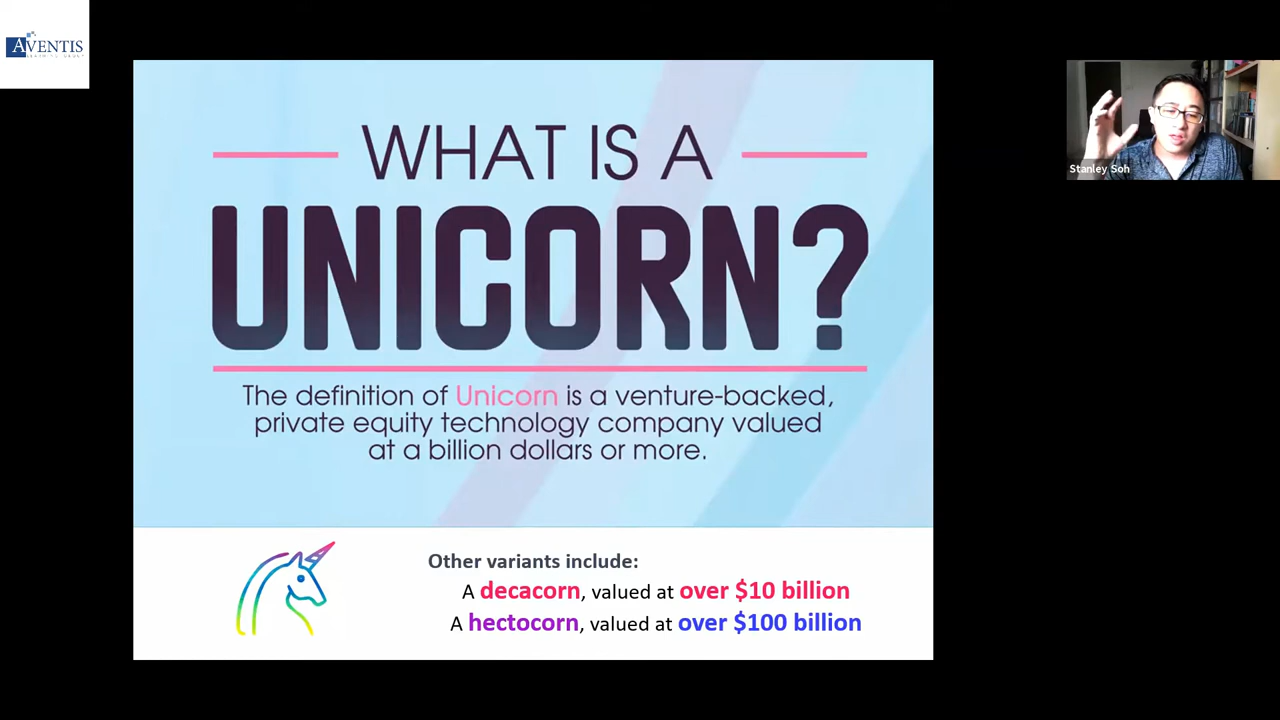 AVENTIS
WHAT IS A
UNICORN?
The definition of Unicorn is a venture-backed,
private equity technology company valued
at a billion dollars or more.
Other variants include:
A decacorn, valued at over $10 billion
A hectocorn, valued at over $100 billion
Stanley Soh